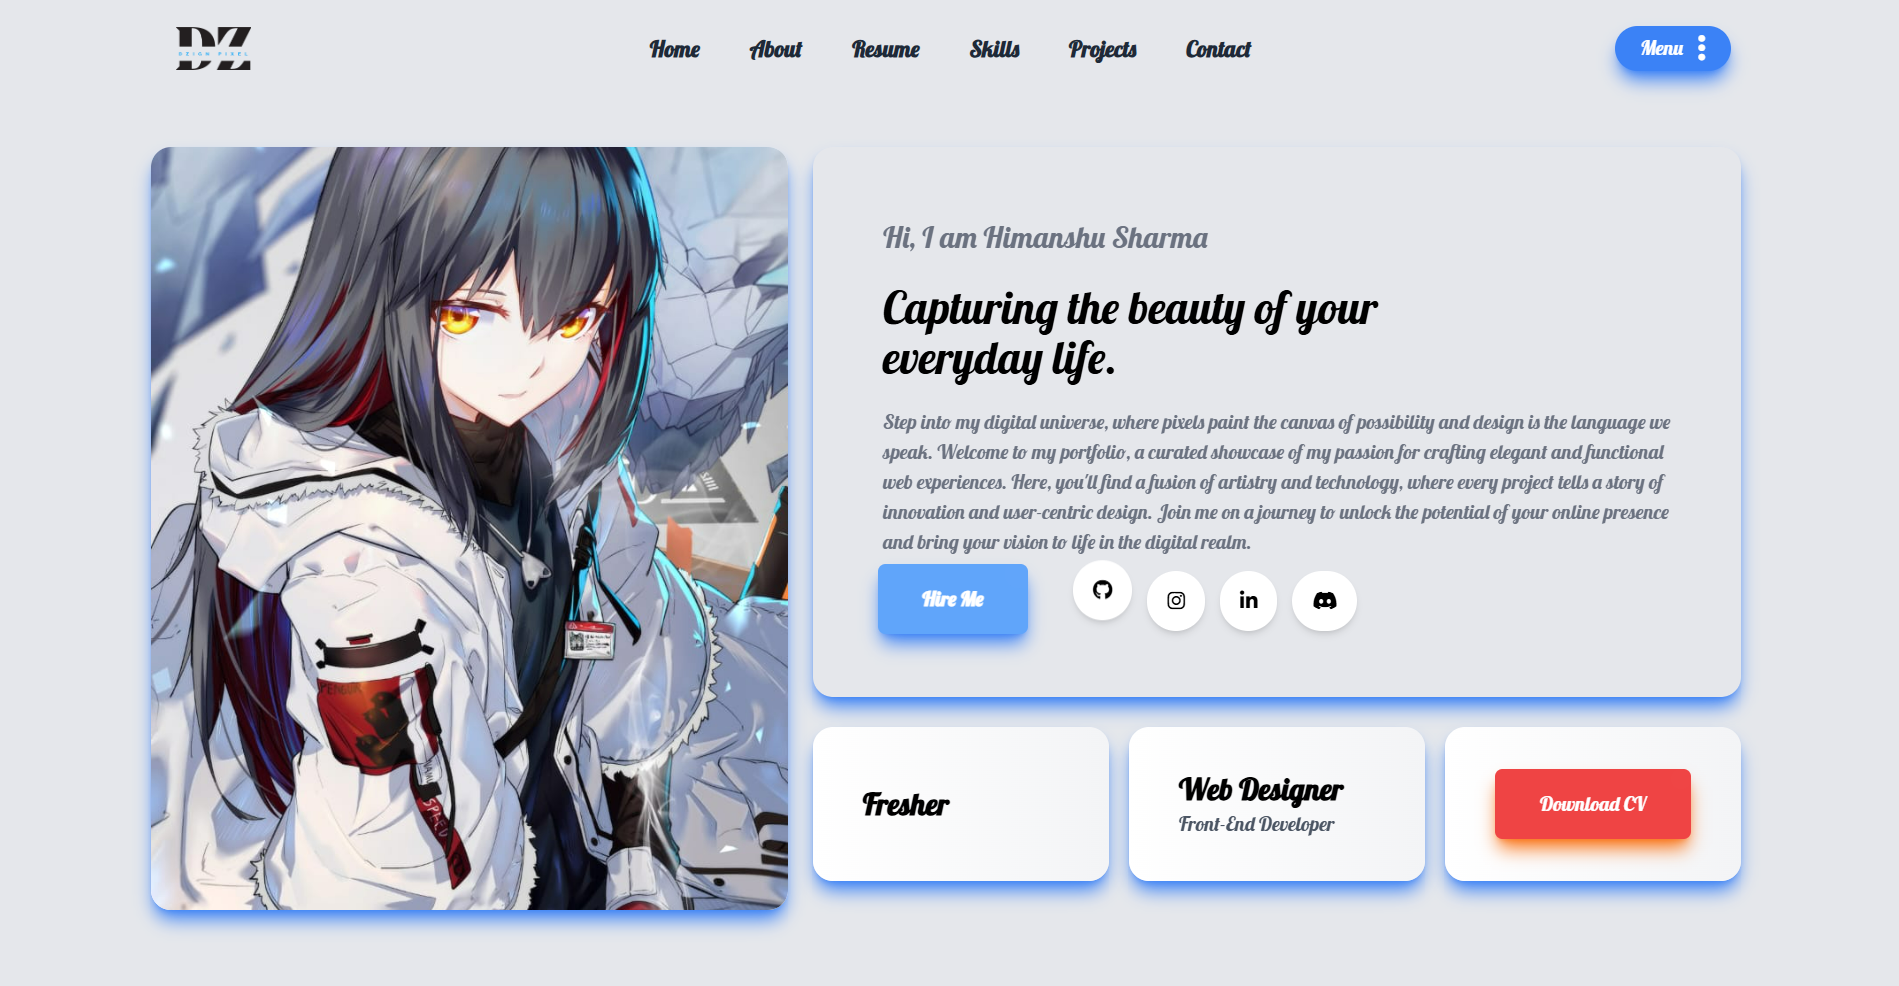 DZ
DZIGN PIXEL
Home About Resume Skills Projects Contact
Menu
Hi, I am Himanshu Sharma
Capturing the beauty of your
everyday life.
Step into my digital universe, where pixels paint the canvas of possibility and design is the language we
speak. Welcome to my portfolio, a curated showcase of my passion for crafting elegant and functional
web experiences. Here, you'll find a fusion of artistry and technology, where every project tells a story of
innovation and user-centric design. Join me on a journey to unlock the potential of your online presence
and bring your vision to life in the digital realm.
Hire Me
in
Fresher
Web Designer
Front-End Developer
Download CV
SPEED